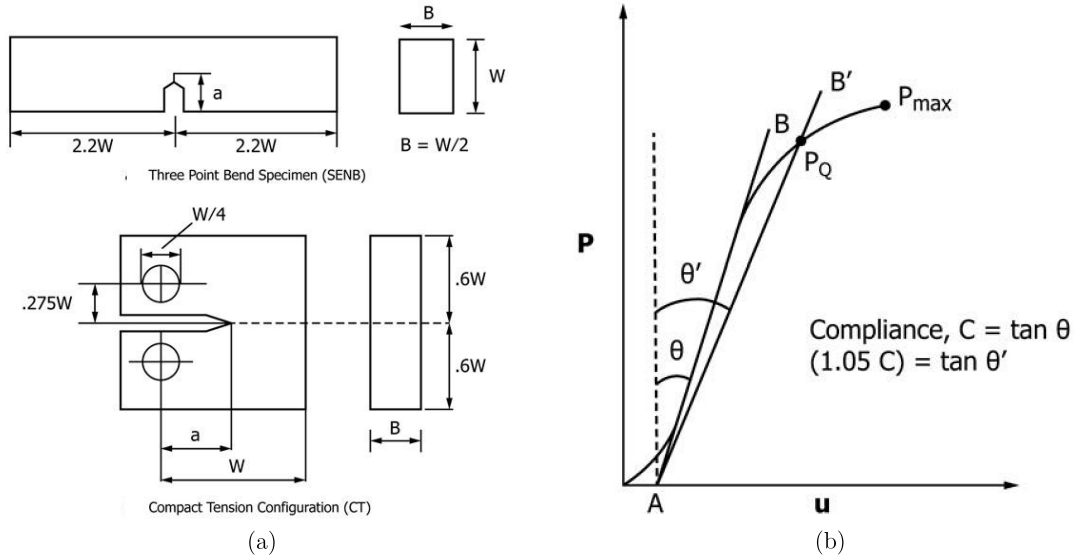 B
a
W
2.2W
2.2W
B = W/2
Three Point Bend Specimen (SENB)
W/4
.275W
.6W
.6W
a
B
W
Compact Tension Configuration (CT)
(a)
B'
B
Pmax
PQ
P
θ'
θ
Compliance, C = tan θ
(1.05 C) = tan θ'
A
u
(b)